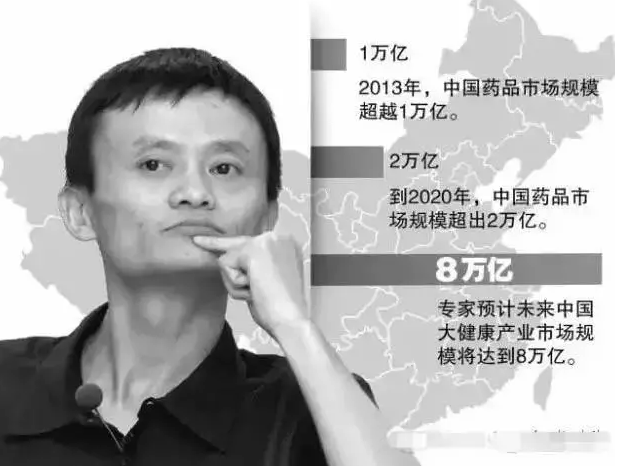 1万亿
2013年，中国药品市场规模
超越1万亿。
2万亿
到2020年，中国药品市
场规模超出2万亿。
8万亿
专家预计未来中国
大健康产业市场规
模将达到8万亿。